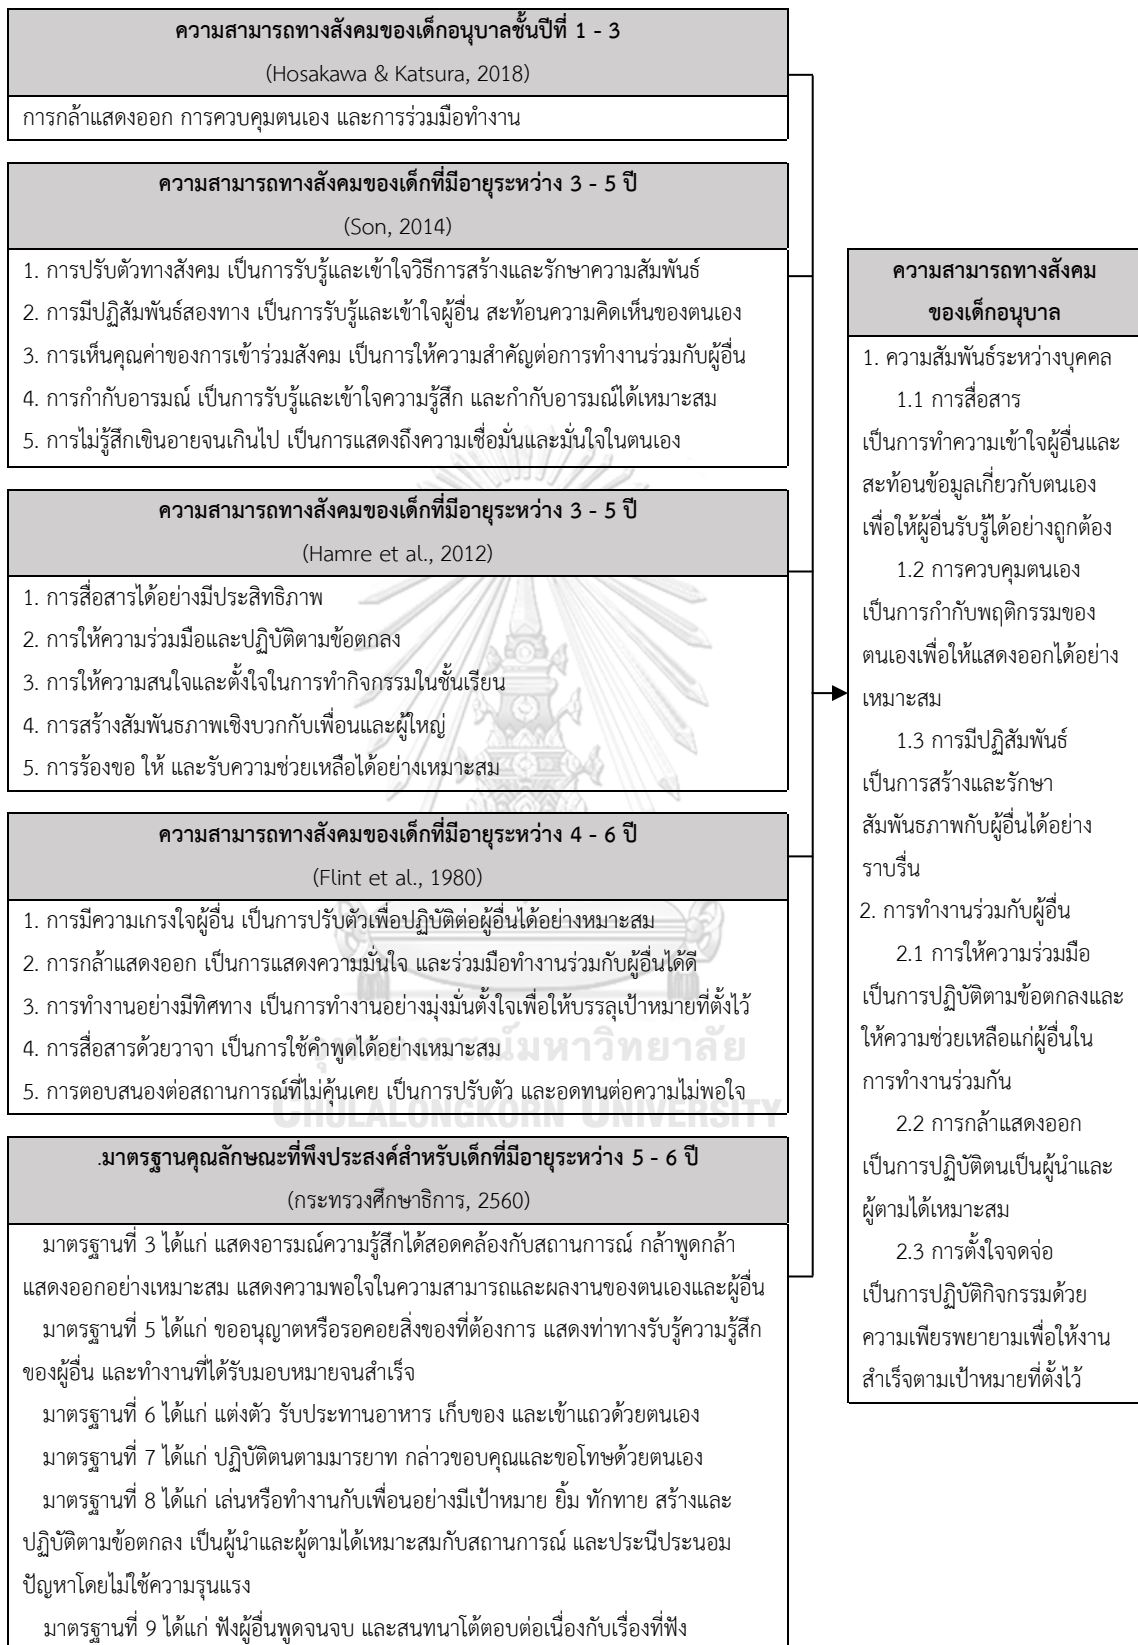 ความสามารถทางสังคมของเด็กอนุบาลชั้นปีที่ 1 - 3
(Hosakawa & Katsura, 2018)
การกล้าแสดงออก การควบคุมตนเอง และการร่วมมือทำงาน
ความสามารถทางสังคมของเด็กที่มีอายุระหว่าง 3 - 5 ปี
(Son, 2014)
1. การปรับตัวทางสังคม เป็นการรับรู้และเข้าใจวิธีการสร้างและรักษาความสัมพันธ์
2. การมีปฏิสัมพันธ์สองทาง เป็นการรับรู้และเข้าใจผู้อื่น สะท้อนความคิดเห็นของตนเอง
3. การเห็นคุณค่าของการเข้าร่วมสังคม เป็นการให้ความสำคัญต่อการทำงานร่วมกับผู้อื่น
4. การกำกับอารมณ์ เป็นการรับรู้และเข้าใจความรู้สึก และกำกับอารมณ์ได้เหมาะสม
5. การไม่รู้สึกเขินอายจนเกินไป เป็นการแสดงถึงความเชื่อมั่นและมั่นใจในตนเอง
ความสามารถทางสังคมของเด็กที่มีอายุระหว่าง 3 - 5 ปี
(Hamre et al., 2012)
1. การสื่อสารได้อย่างมีประสิทธิภาพ
2. การให้ความร่วมมือและปฏิบัติตามข้อตกลง
3. การให้ความสนใจและตั้งใจในการทำกิจกรรมในชั้นเรียน
4. การสร้างสัมพันธภาพเชิงบวกกับเพื่อนและผู้ใหญ่
5. การร้องขอ ให้ และรับความช่วยเหลือได้อย่างเหมาะสม
ความสามารถทางสังคมของเด็กที่มีอายุระหว่าง 4 - 6 ปี
(Flint et al., 1980)
1. การมีความเกรงใจผู้อื่น เป็นการปรับตัวเพื่อปฏิบัติต่อผู้อื่นได้อย่างหมาะสม
2. การกล้าแสดงออก เป็นการแสดงความมั่นใจ และร่วมมือทำงานร่วมกับผู้อื่นได้ดี
3. การทำงานอย่างมีทิศทาง เป็นการทำงานอย่างมุ่งมั่นตั้งใจเพื่อให้บรรลุเป้าหมายที่ตั้งไว้
4. การสื่อสารด้วยวาจา เป็นการใช้คำพูดได้อย่างเหมาะสม
5. การตอบสนองต่อสถานการณ์ที่ไม่คุ้นเคย เป็นการปรับตัว และอดทนต่อความไม่พอใจ
จุฬาลงกรณ์มหาวิทยาลัย
CHULALONGKORN UNIVERSITY
.มาตรฐานคุณลักษณะที่พึงประสงค์สำหรับเด็กที่มีอายุระหว่าง 5 - 6 ปี
(กระทรวงศึกษาธิการ, 2560)
มาตรฐานที่ 3 ได้แก่ แสดงอารมณ์ความรู้สึกได้สอดคล้องกับสถานการณ์ กล้าพูดกล้า
แสดงออกอย่างเหมาะสม แสดงความพอใจในความสามารถและผลงานของตนเองและผู้อื่น
มาตรฐานที่ 5 ได้แก่ ขออนุญาตหรือรอคอยสิ่งของที่ต้องการ แสดงท่าทางรับรู้ความรู้สึก
ของผู้อื่น และทำงานที่ได้รับมอบหมายจนสำเร็จ
มาตรฐานที่ 6 ได้แก่ แต่งตัว รับประทานอาหาร เก็บของ และเข้าแถวด้วยตนเอง
มาตรฐานที่ 7 ได้แก่ ปฏิบัติตนตามมารยาท กล่าวขอบคุณและขอโทษด้วยตนเอง
มาตรฐานที่ 8 ได้แก่ เล่นหรือทำงานกับเพื่อนอย่างมีเป้าหมาย ยิ้ม ทักทาย สร้างและ
ปฏิบัติตามข้อตกลง เป็นผู้นำและผู้ตามได้เหมาะสมกับสถานการณ์ และประนีประนอม
ปัญหาโดยไม่ใช้ความรุนแรง
มาตรฐานที่ 9 ได้แก่ ฟังผู้อื่นพูดจนจบ และสนทนาโต้ตอบต่อเนื่องกับเรื่องที่ฟัง
ความสามารถทางสังคม
ของเด็กอนุบาล
1. ความสัมพันธ์ระหว่างบุคคล
1.1 การสื่อสาร
เป็นการทำความเข้าใจผู้อื่นและ
สะท้อนข้อมูลเกี่ยวกับตนเอง
เพื่อให้ผู้อื่นรับรู้ได้อย่างถูกต้อง
1.2 การควบคุมตนเอง
เป็นการกำกับพฤติกรรมของ
ตนเองเพื่อให้แสดงออกได้อย่าง
เหมาะสม
1.3 การมีปฏิสัมพันธ์
เป็นการสร้างและรักษา
สัมพันธภาพกับผู้อื่นได้อย่าง
ราบรื่น
2. การทำงานร่วมกับผู้อื่น
2.1 การให้ความร่วมมือ
เป็นการปฏิบัติตามข้อตกลงและ
ให้ความช่วยเหลือแก่ผู้อื่นใน
การทำงานร่วมกัน
2.2 การกล้าแสดงออก
เป็นการปฏิบัติตนเป็นผู้นำและ
ผู้ตามได้เหมาะสม
2.3 การตั้งใจจดจ่อ
เป็นการปฏิบัติกิจกรรมด้วย
ความเพียรพยายามเพื่อให้งาน
สำเร็จตามเป้าหมายที่ตั้งไว้